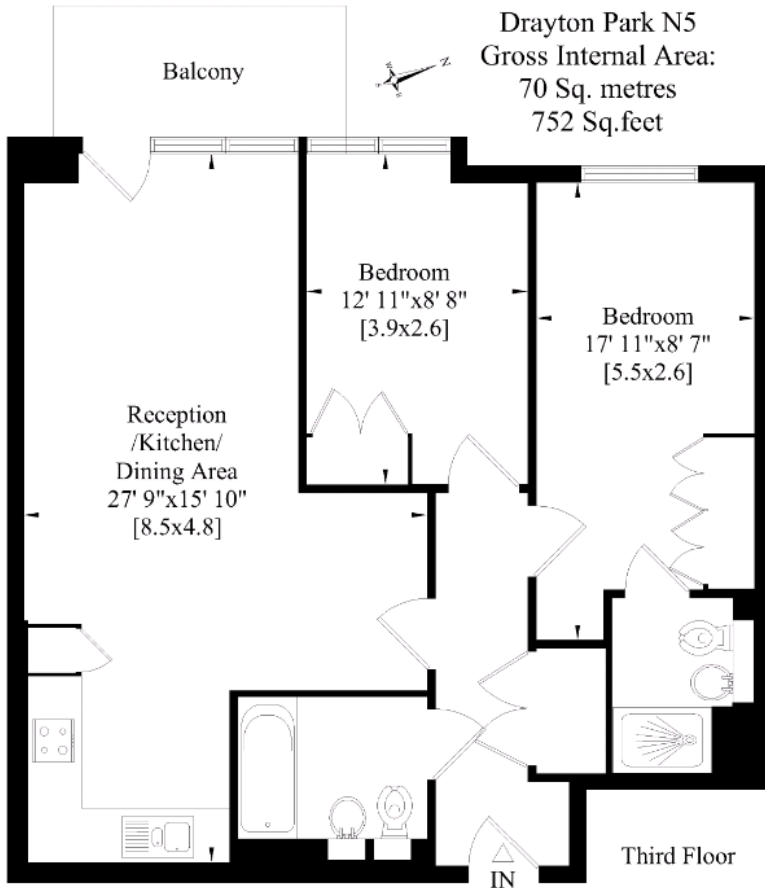 Drayton Park N5
Gross Internal Area:
70 Sq. metres
752 Sq.feet
Balcony
N
Bedroom
12' 11"x8' 8"
[3.9x2.6]
Bedroom
17' 11"x8' 7"
[5.5x2.6]
Reception
/Kitchen/
Dining Area
27' 9"x15' 10"
[8.5x4.8]
IN
Third Floor